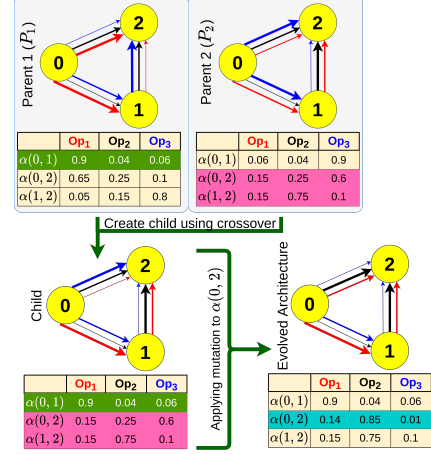 Parent 1 (P₁)
2
0
1
Op₁ Op₂ Op₃
α(0, 1) 0.9 0.04 0.06
α(0, 2) 0.65 0.25 0.1
α(1, 2) 0.05 0.15 0.8
Parent 2 (P₂)
2
0
1
Op₁ Op₂ Op₃
α(0, 1) 0.06 0.04 0.9
α(0, 2) 0.15 0.25 0.6
α(1, 2) 0.15 0.75 0.1
Create child using crossover
Child
2
0
1
Op₁ Op₂ Op₃
α(0, 1) 0.9 0.04 0.06
α(0, 2) 0.15 0.25 0.6
α(1, 2) 0.15 0.75 0.1
Applying mutation to α(0, 2)
Evolved Architecture
2
0
1
Op₁ Op₂ Op₃
α(0, 1) 0.9 0.04 0.06
α(0, 2) 0.14 0.85 0.01
α(1, 2) 0.15 0.75 0.1